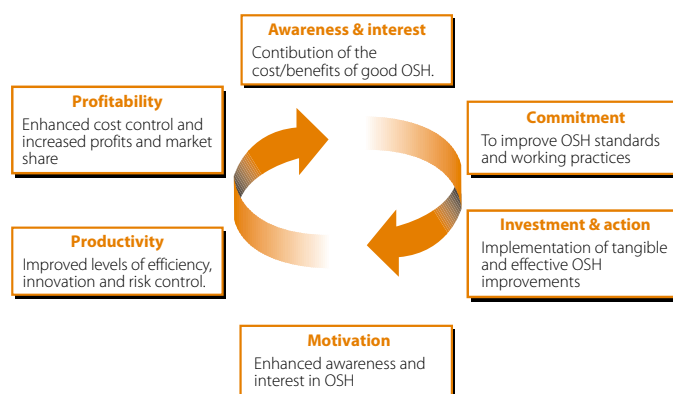 Awareness & interest
Contibution of the
cost/benefits of good OSH.
Profitability
Enhanced cost control and
increased profits and market
share
Commitment
To improve OSH standards
and working practices
Productivity
Improved levels of efficiency,
innovation and risk control.
Investment & action
Implementation of tangible
and effective OSH
improvements
Motivation
Enhanced awareness and
interest in OSH